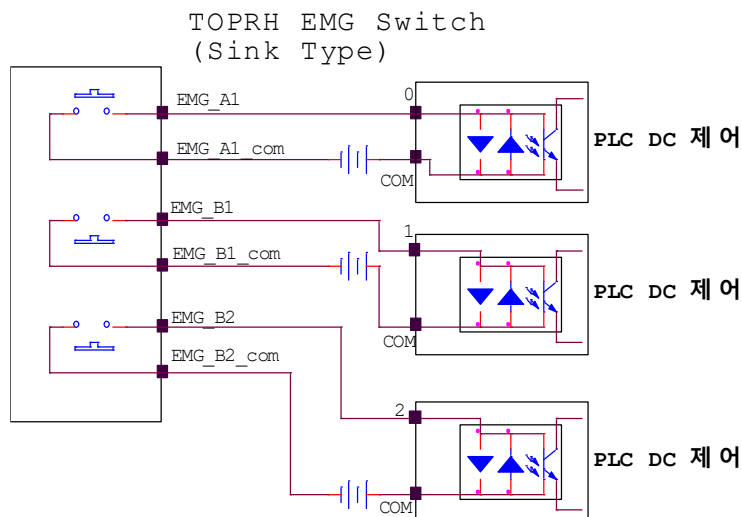 TOPRH EMG Switch
(Sink Type)
EMG_A1
0
PLC DC 제어
EMG_A1_com
COM
EMG_B1
1
EMG_B1_com
PLC DC 제어
COM
EMG_B2
EMG_B2_com
2
PLC DC 제어
COM